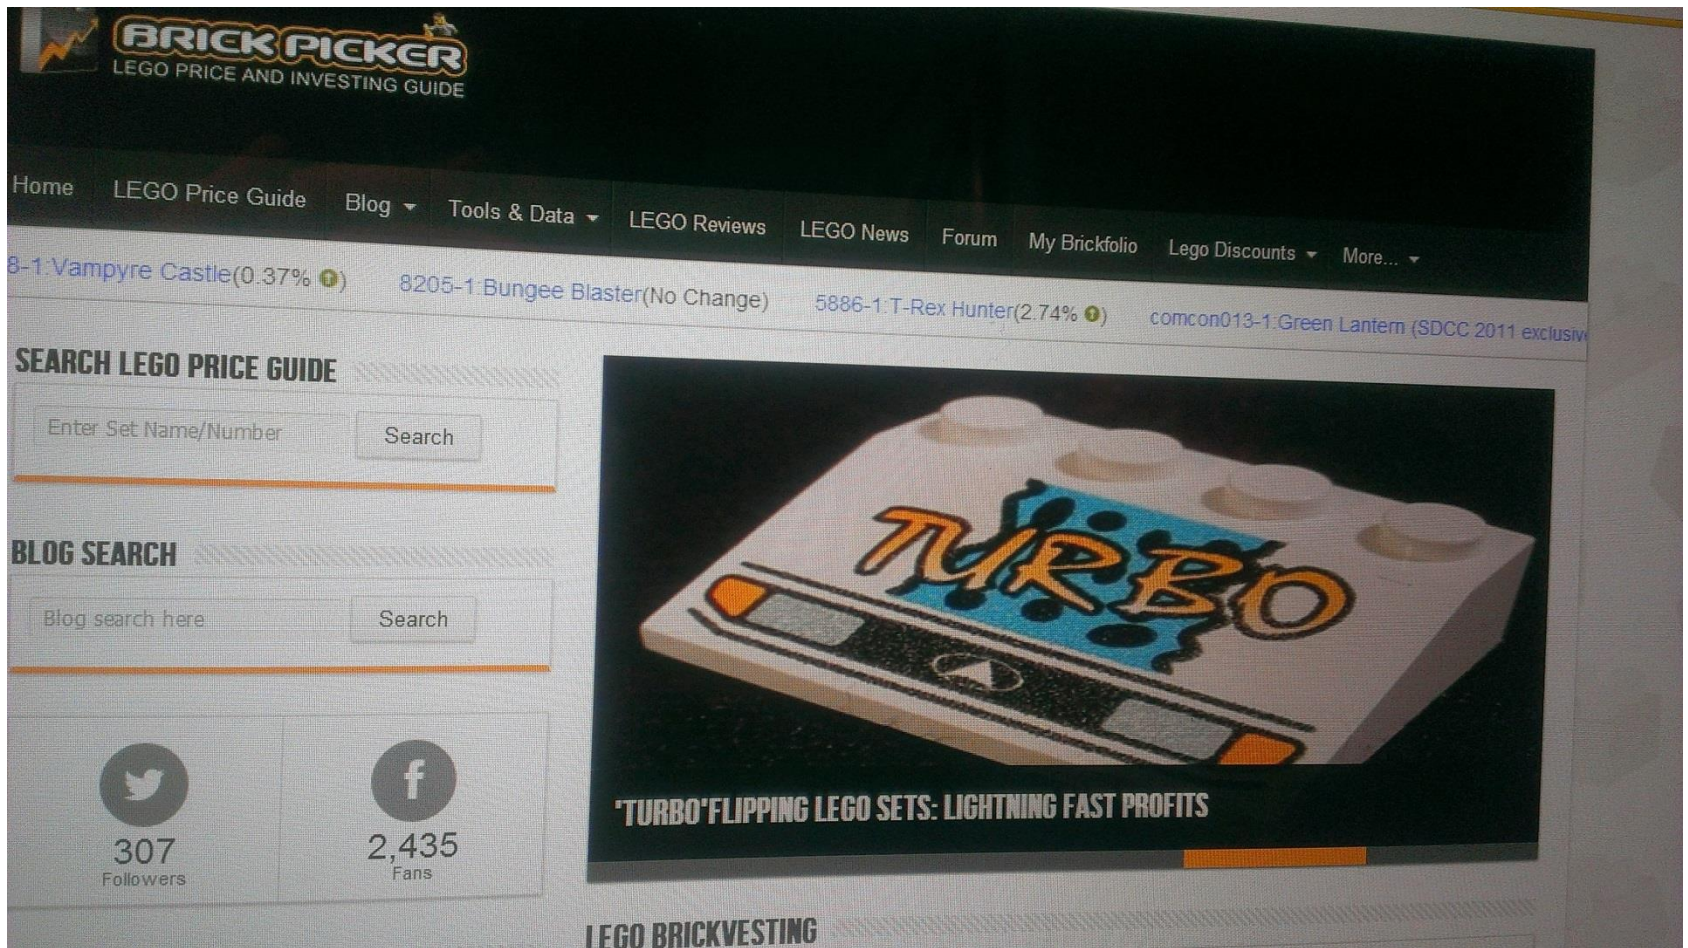 BRICKPICKER
LEGO PRICE AND INVESTING GUIDE
Home LEGO Price Guide Blog Tools & Data LEGO Reviews LEGO News Forum My Brickfolio Lego Discounts More...
8-1:Vampyre Castle(0.37% ) 8205-1:Bungee Blaster(No Change) 5886-1:T-Rex Hunter(2.74% ) comcon013-1:Green Lantern (SDCC 2011 exclusiv
SEARCH LEGO PRICE GUIDE
Enter Set Name/Number Search
BLOG SEARCH
Blog search here Search
307
Followers
2,435
Fans
TURBO
'TURBO'FLIPPING LEGO SETS: LIGHTNING FAST PROFITS
LEGO BRICKVESTING